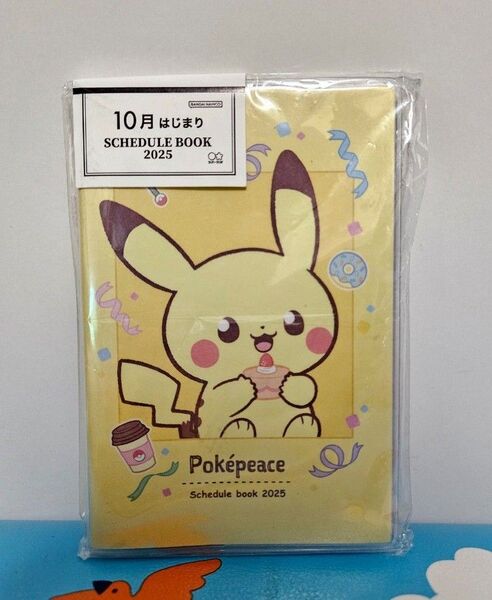 BANDAI NAMCO
10月はじまり
SCHEDULE BOOK
2025
Poképeace
Schedule book 2025